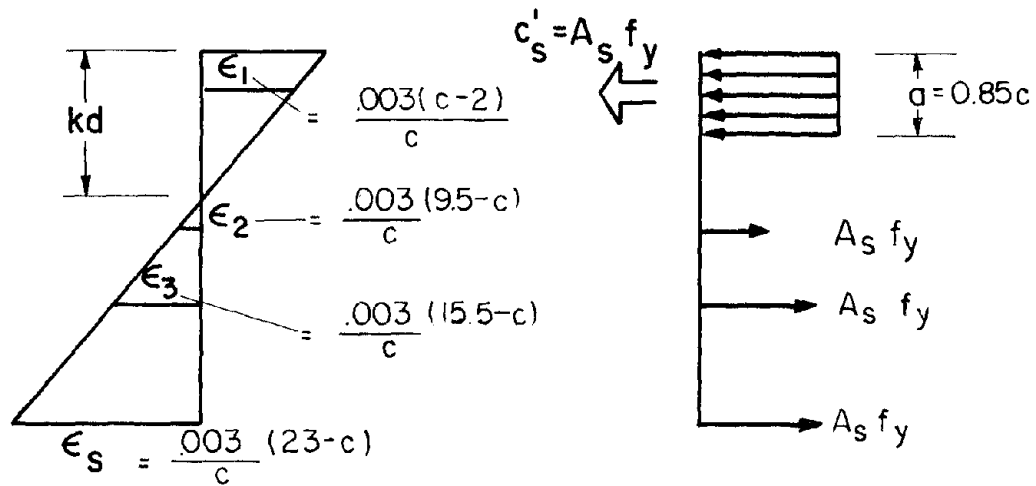 c's = As fy
ϵ1
= .003(c-2)/c
kd
a = 0.85c
ϵ2 = .003/c (9.5-c)
As fy
ϵ3
= .003/c (15.5-c)
As fy
ϵs = .003/c (23-c)
As fy